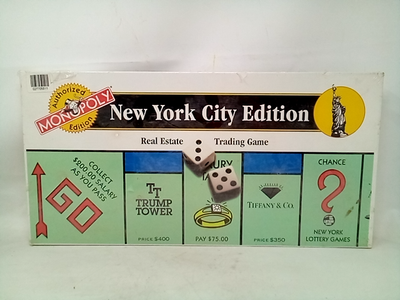 Authorized
MONOPOLY
Edition
New York City Edition
Real Estate
Trading Game
COLLECT
$200.00 SALARY
AS YOU PASS
GO
TT
TRUMP
TOWER
PRICE $400
PAY $75.00
TIFFANY & CO.
PRICE $350
CHANCE
?
NEW YORK
LOTTERY GAMES